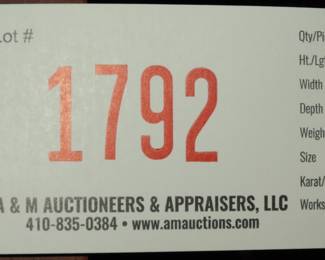 Lot #
1792
A & M AUCTIONEERS & APPRAISERS, LLC
410-835-0384 • www.amauctions.com
Qty/Pi
Ht./Lgt
Width
Depth
Weigh
Size
Karat/
Works